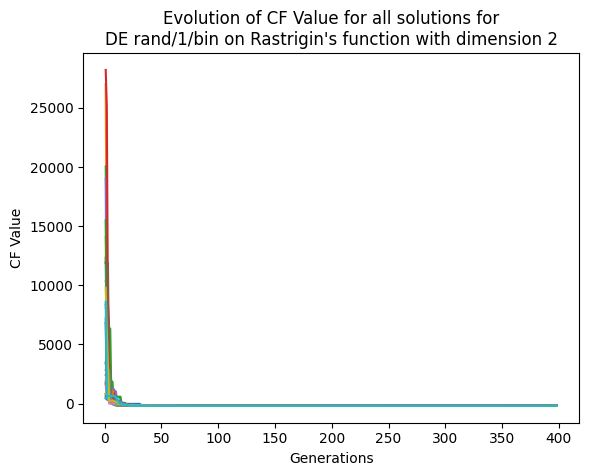 Evolution of CF Value for all solutions for
DE rand/1/bin on Rastrigin's function with dimension 2
25000
20000
15000
10000
5000
0
CF Value
0 50 100 150 200 250 300 350 400
Generations